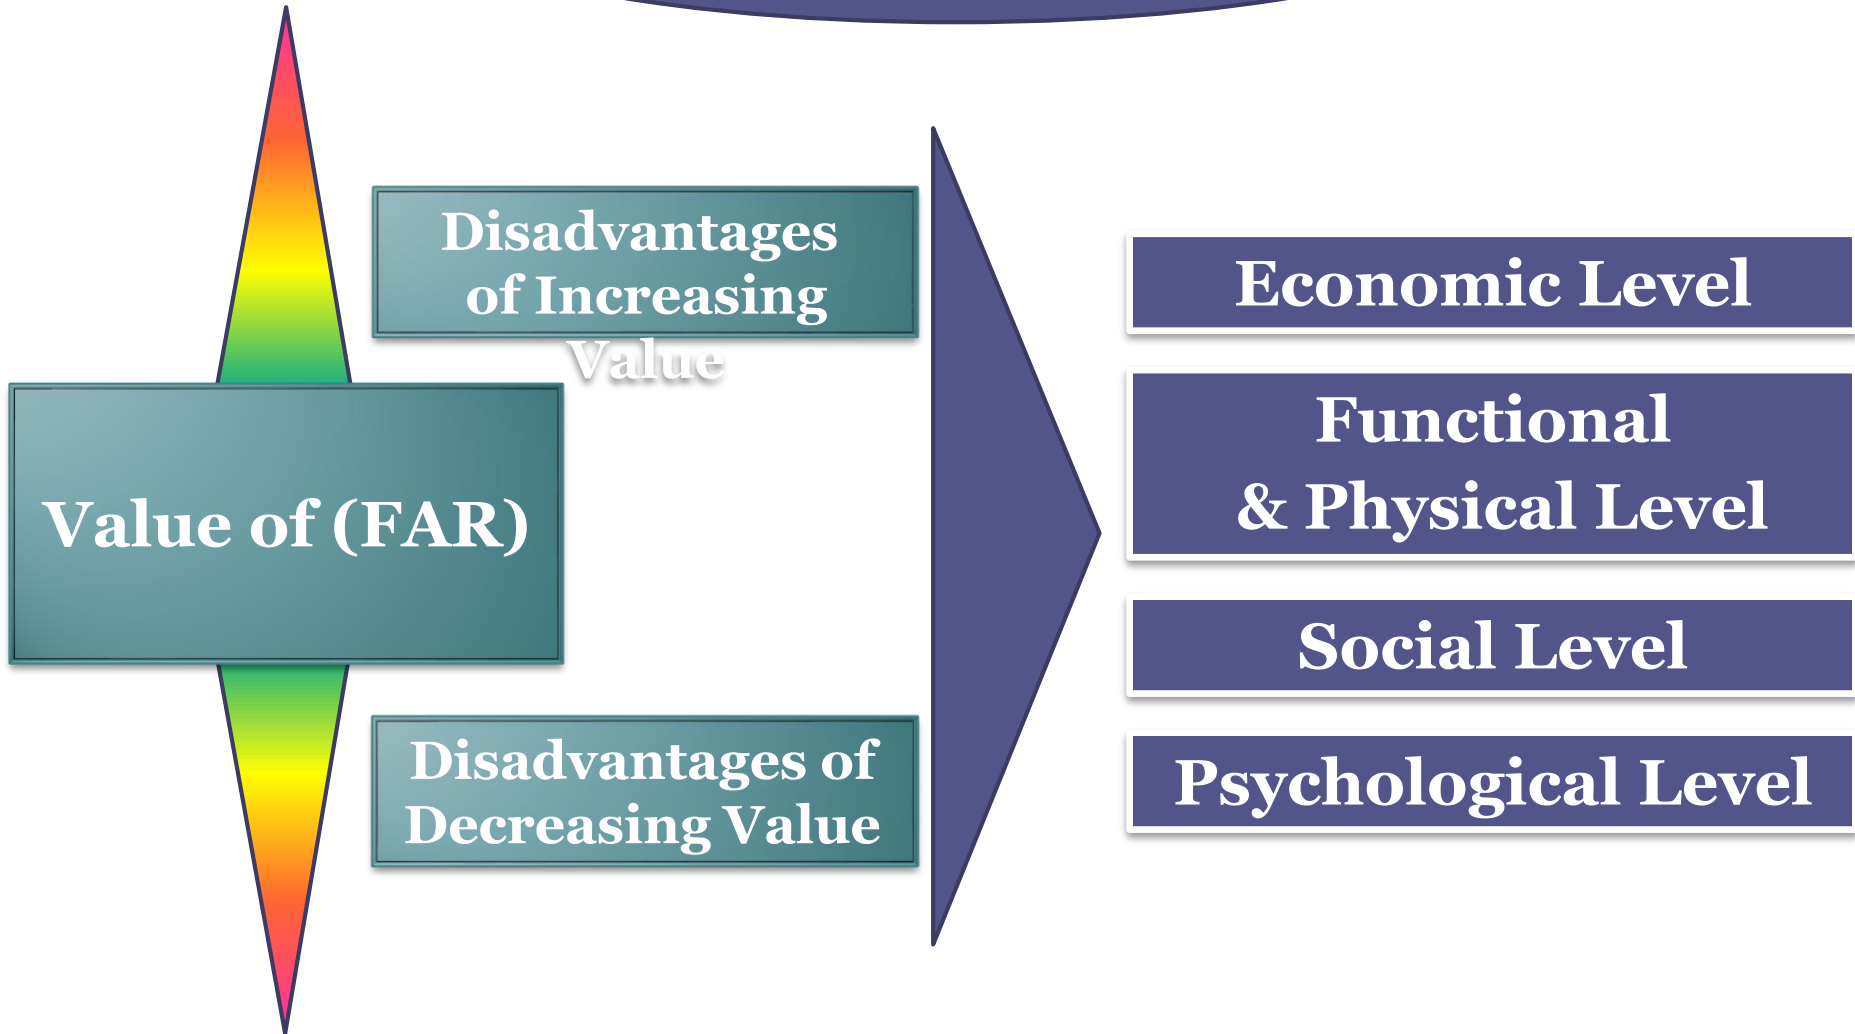 Disadvantages
of Increasing
Value
Value of (FAR)
Disadvantages of
Decreasing Value
Economic Level
Functional
& Physical Level
Social Level
Psychological Level